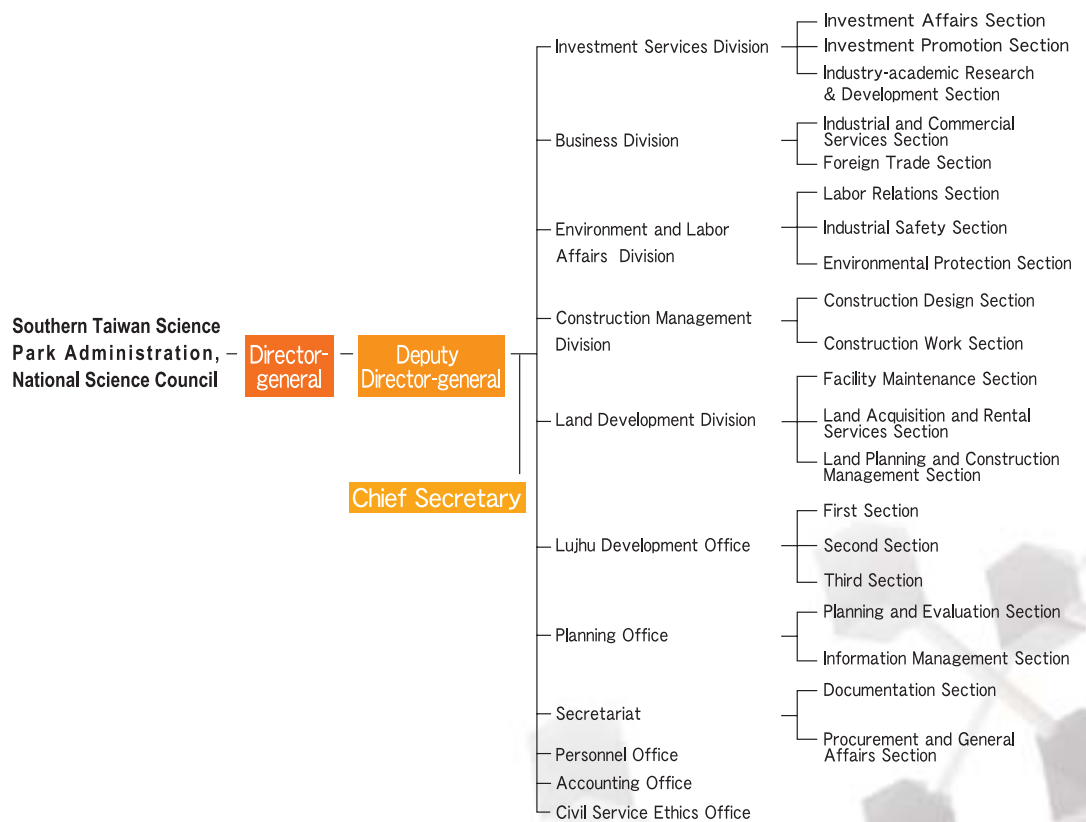 Southern Taiwan Science
Park Administration,
National Science Council
Director-
general
Deputy
Director-general
Chief Secretary
Investment Services Division
Investment Affairs Section
Investment Promotion Section
Industry-academic Research
& Development Section
Business Division
Industrial and Commercial
Services Section
Foreign Trade Section
Environment and Labor
Affairs Division
Labor Relations Section
Industrial Safety Section
Environmental Protection Section
Construction Management
Division
Construction Design Section
Construction Work Section
Land Development Division
Facility Maintenance Section
Land Acquisition and Rental
Services Section
Land Planning and Construction
Management Section
Lujhu Development Office
First Section
Second Section
Third Section
Planning Office
Planning and Evaluation Section
Information Management Section
Secretariat
Documentation Section
Procurement and General
Affairs Section
Personnel Office
Accounting Office
Civil Service Ethics Office